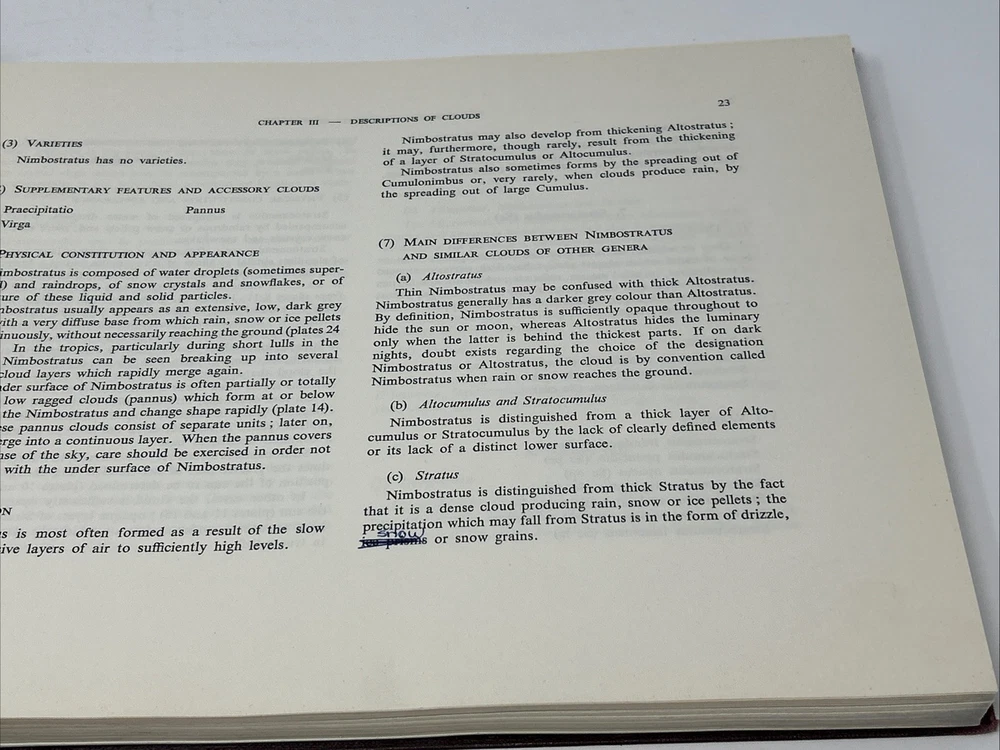 CHAPTER III — DESCRIPTIONS OF CLOUDS
23
(3) VARIETIES
Nimbostratus has no varieties.
) SUPPLEMENTARY FEATURES AND ACCESSORY CLOUDS
Praecipitatio Pannus
Virga
PHYSICAL CONSTITUTION AND APPEARANCE
imbostratus is composed of water droplets (sometimes super-
) and raindrops, of snow crystals and snowflakes, or of
ure of these liquid and solid particles.
mbostratus usually appears as an extensive, low, dark grey
ith a very diffuse base from which rain, snow or ice pellets
inuously, without necessarily reaching the ground (plates 24
. In the tropics, particularly during short lulls in the
Nimbostratus can be seen breaking up into several
cloud layers which rapidly merge again.
der surface of Nimbostratus is often partially or totally
low ragged clouds (pannus) which form at or below
the Nimbostratus and change shape rapidly (plate 14).
se pannus clouds consist of separate units ; later on,
rge into a continuous layer. When the pannus covers
se of the sky, care should be exercised in order not
with the under surface of Nimbostratus.
ON
s is most often formed as a result of the slow
ive layers of air to sufficiently high levels.
Nimbostratus may also develop from thickening Altostratus ;
it may, furthermore, though rarely, result from the thickening
of a layer of Stratocumulus or Altocumulus.
Nimbostratus also sometimes forms by the spreading out of
Cumulonimbus or, very rarely, when clouds produce rain, by
the spreading out of large Cumulus.
(7) MAIN DIFFERENCES BETWEEN NIMBOSTRATUS
AND SIMILAR CLOUDS OF OTHER GENERA
(a) Altostratus
Thin Nimbostratus may be confused with thick Altostratus.
Nimbostratus generally has a darker grey colour than Altostratus.
By definition, Nimbostratus is sufficiently opaque throughout to
hide the sun or moon, whereas Altostratus hides the luminary
only when the latter is behind the thickest parts. If on dark
nights, doubt exists regarding the choice of the designation
Nimbostratus or Altostratus, the cloud is by convention called
Nimbostratus when rain or snow reaches the ground.
(b) Altocumulus and Stratocumulus
Nimbostratus is distinguished from a thick layer of Alto-
cumulus or Stratocumulus by the lack of clearly defined elements
or its lack of a distinct lower surface.
(c) Stratus
Nimbostratus is distinguished from thick Stratus by the fact
that it is a dense cloud producing rain, snow or ice pellets ; the
precipitation which may fall from Stratus is in the form of drizzle,
snow
ice prisms or snow grains.